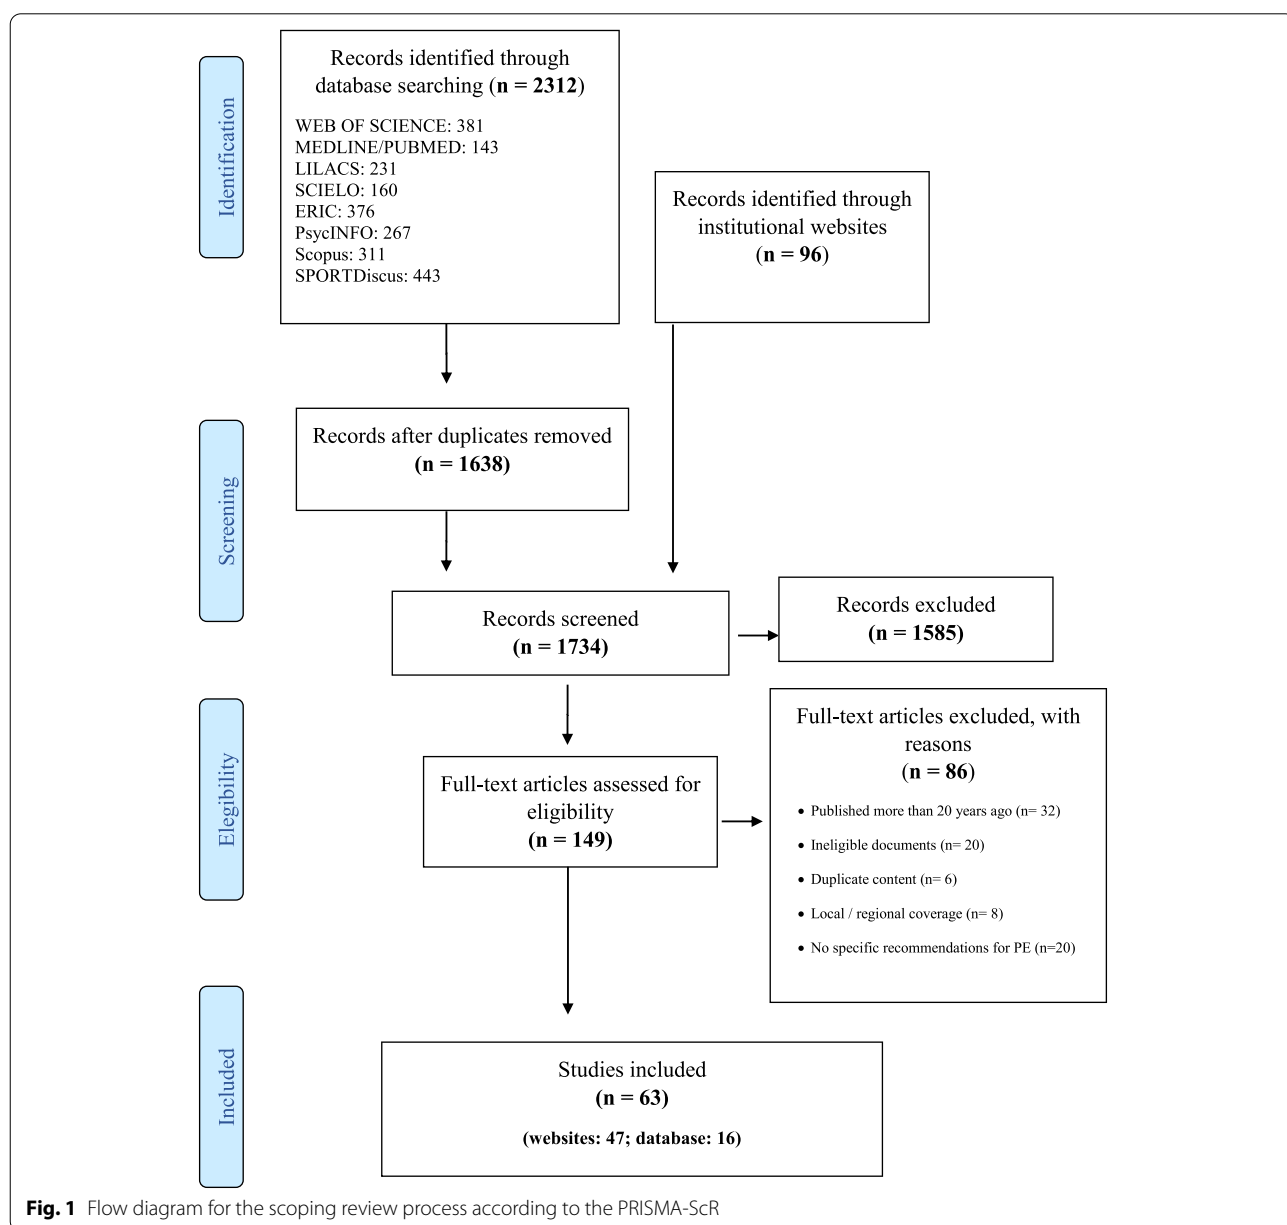 Identification
Records identified through
database searching (n = 2312)
WEB OF SCIENCE: 381
MEDLINE/PUBMED: 143
LILACS: 231
SCIELO: 160
ERIC: 376
PsycINFO: 267
Scopus: 311
SPORTDiscus: 443
Records identified through
institutional websites
(n = 96)
Screening
Records after duplicates removed
(n = 1638)
Records screened
(n = 1734)
Records excluded
(n = 1585)
Elegibility
Full-text articles assessed for
eligibility
(n = 149)
Full-text articles excluded, with
reasons
(n = 86)
• Published more than 20 years ago (n= 32)
• Ineligible documents (n= 20)
• Duplicate content (n= 6)
• Local / regional coverage (n= 8)
• No specific recommendations for PE (n=20)
Included
Studies included
(n = 63)
(websites: 47; database: 16)
Fig. 1 Flow diagram for the scoping review process according to the PRISMA-ScR